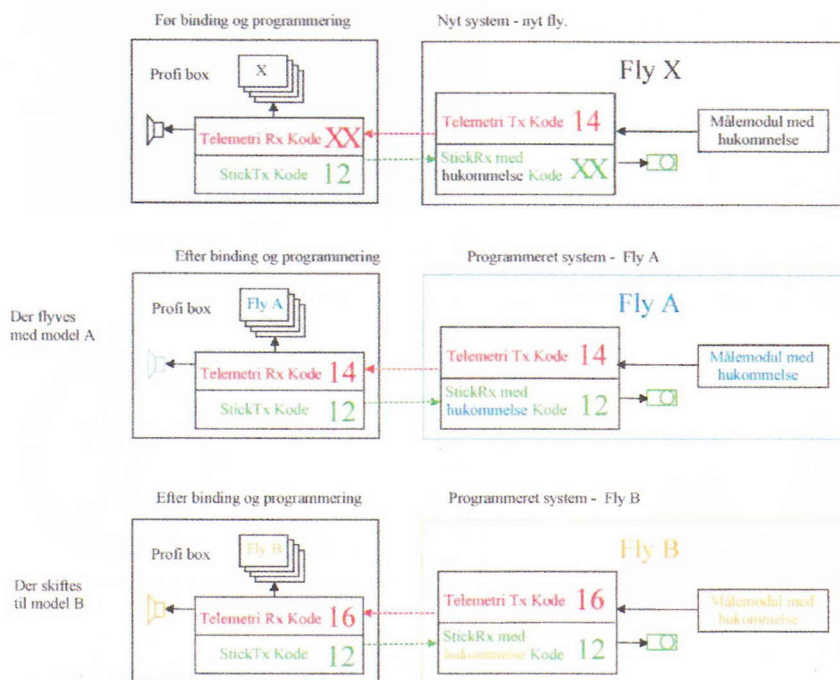 Før binding og programmering
Nyt system - nyt fly.
Profi box
X
Telemetri Rx Kode XX
StickTx Kode 12
Fly X
Telemetri Tx Kode 14
StickRx med
hukommelse Kode XX
Målemodul med
hukommelse
Der flyves
med model A
Efter binding og programmering
Programmeret system - Fly A
Profi box
Fly A
Telemetri Rx Kode 14
StickTx Kode 12
Fly A
Telemetri Tx Kode 14
StickRx med
hukommelse Kode 12
Målemodul med
hukommelse
Der skiftes
til model B
Efter binding og programmering
Programmeret system - Fly B
Profi box
Fly B
Telemetri Rx Kode 16
StickTx Kode 12
Fly B
Telemetri Tx Kode 16
StickRx med
hukommelse Kode 12
Målemodul med
hukommelse